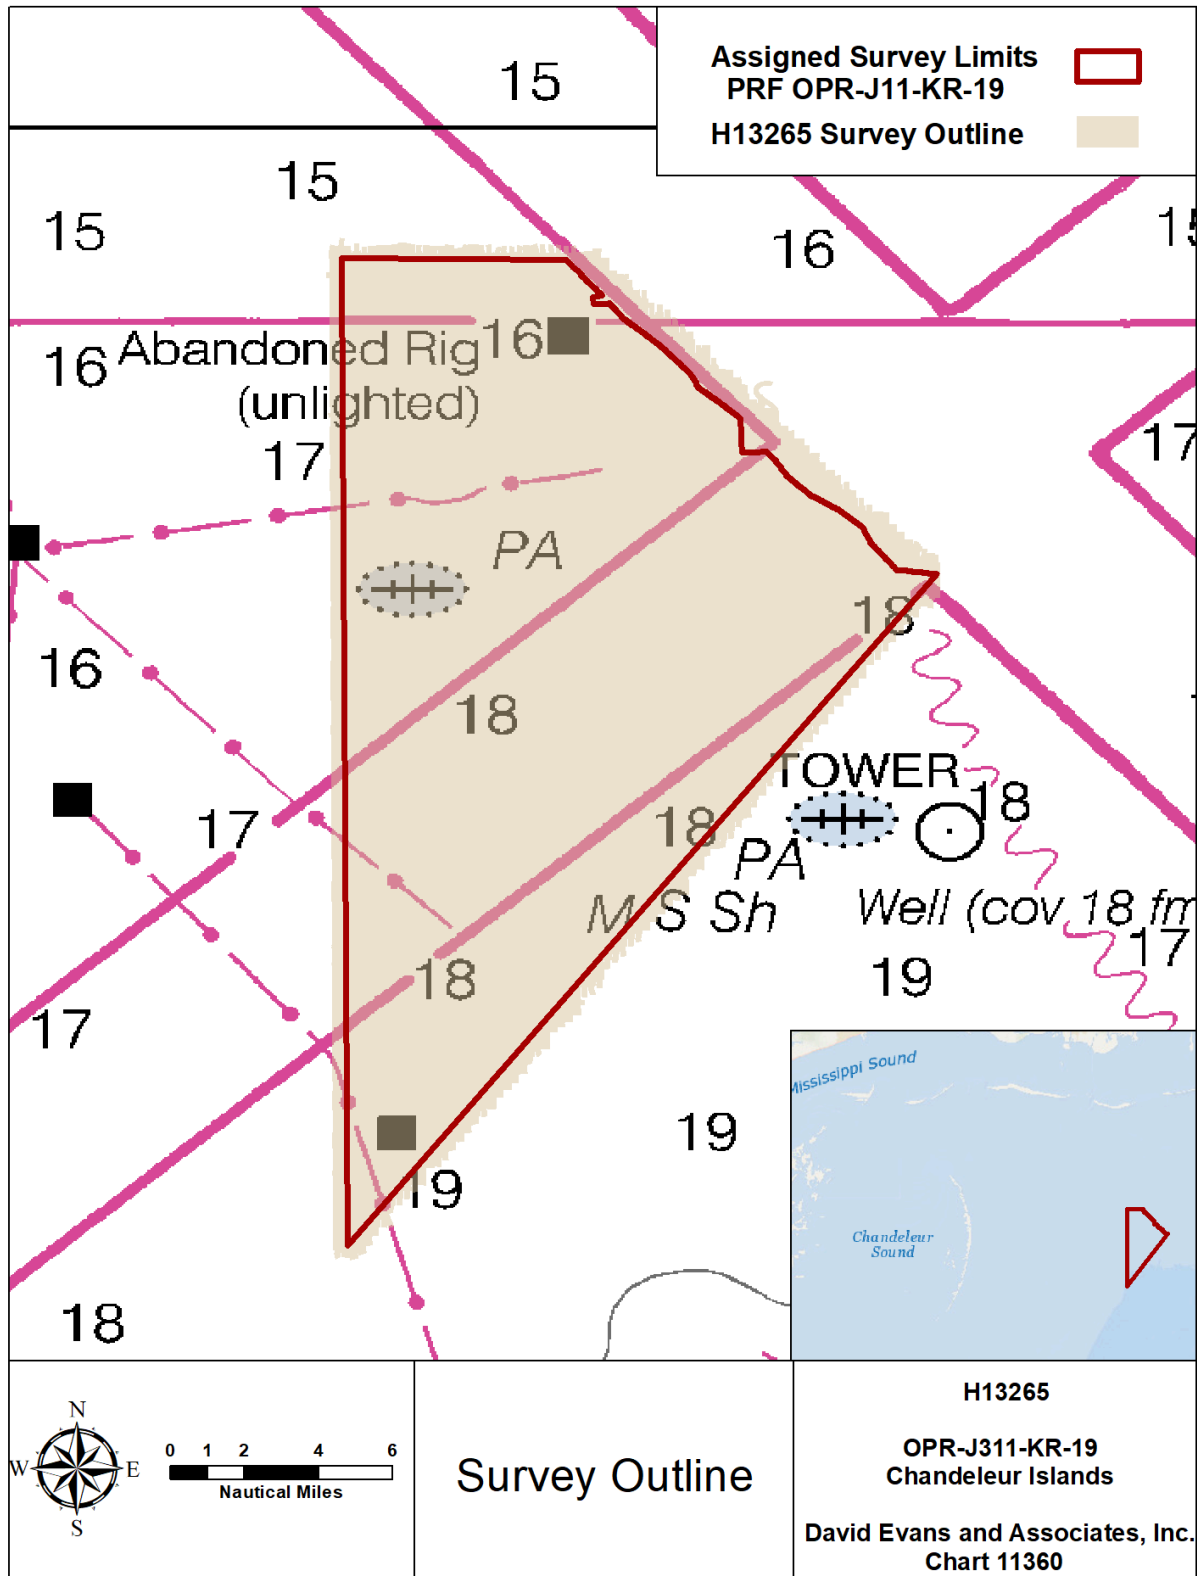 Assigned Survey Limits
PRF OPR-J11-KR-19
H13265 Survey Outline
15
15
15
16
16
Abandoned Rig
16
(unlighted)
17
17
PA
18
16
18
TOWER
18
17
18
PA
M S Sh
Well (cov 18 fm
17
19
18
17
19
19
18
Mississippi Sound
Chandeleur
Sound
N
W E
S
0 1 2 4 6
Nautical Miles
Survey Outline
H13265
OPR-J311-KR-19
Chandeleur Islands
David Evans and Associates, Inc.
Chart 11360